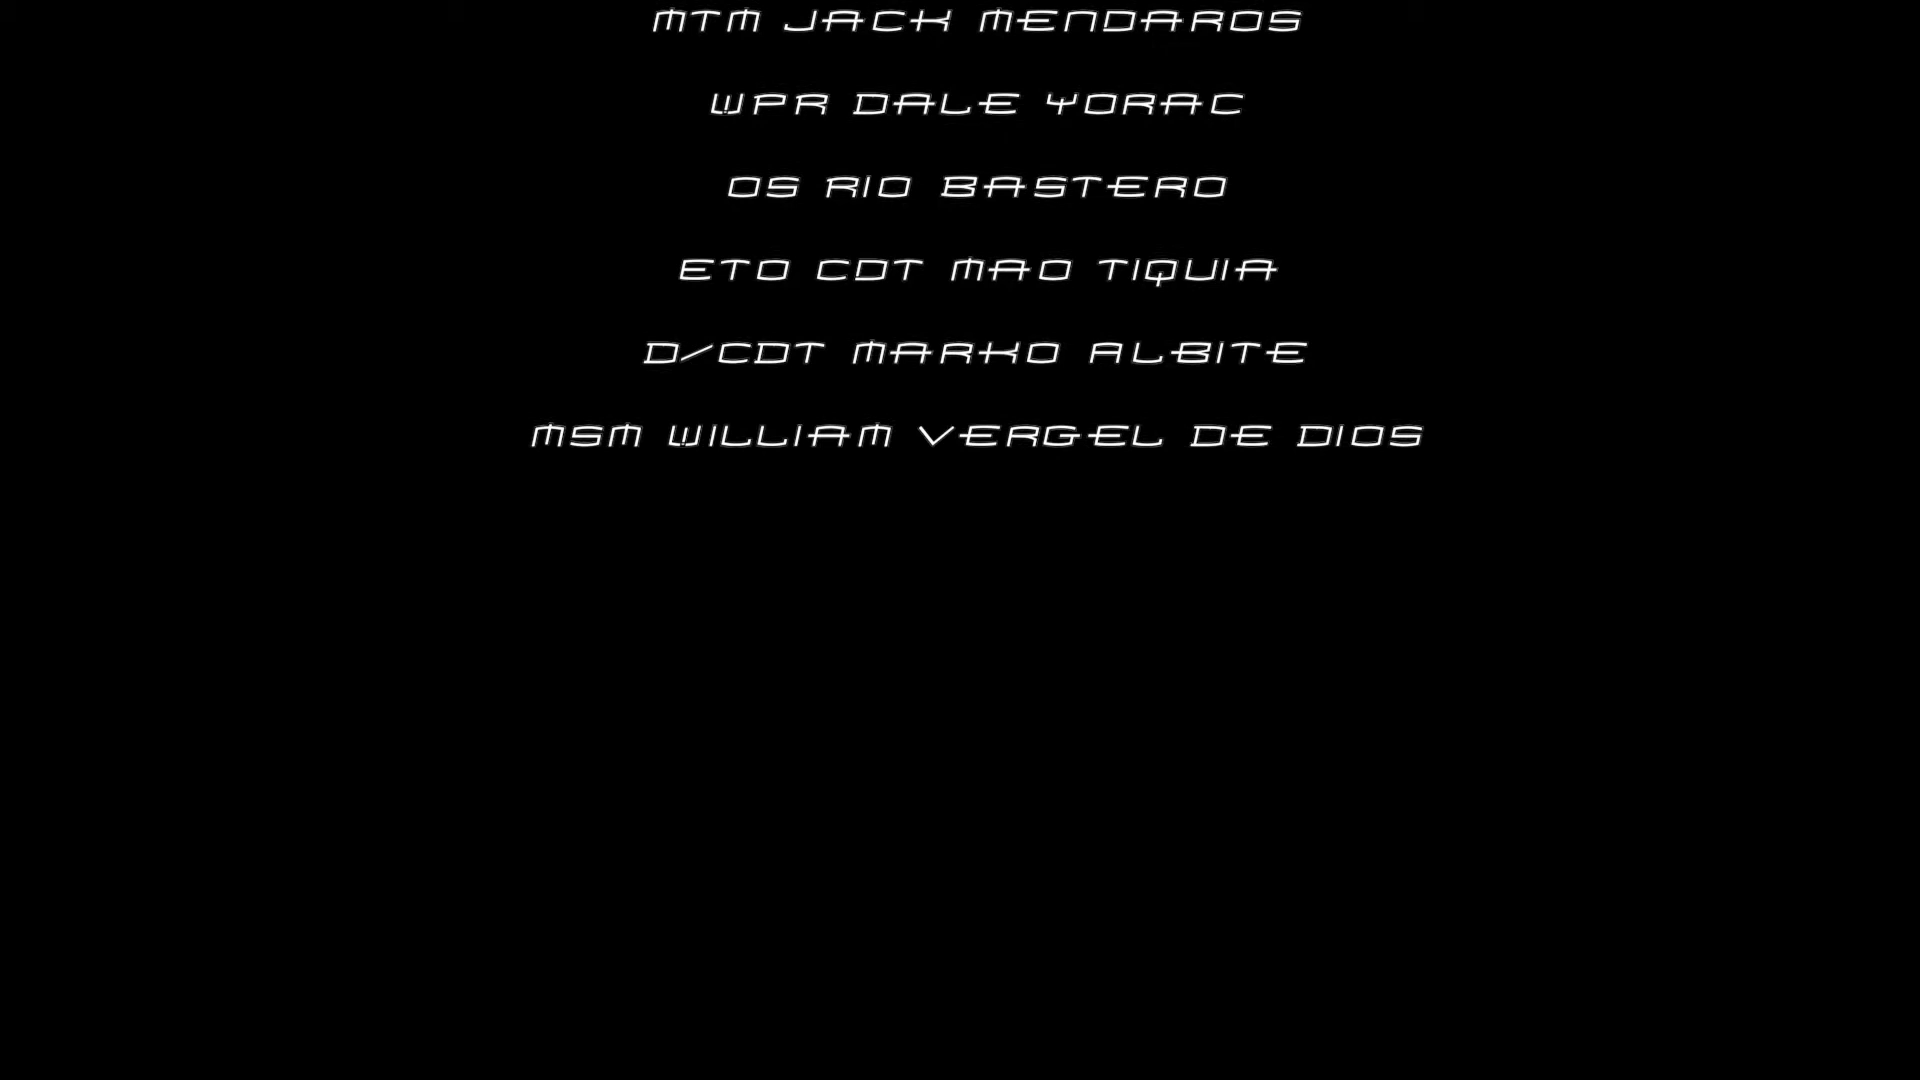 MTM JACK MENDAROS
WPR DALE YORAC
OS RIO BASTERO
ETO CDT MAO TIQUIA
D/CDT MARKO ALBITE
MSM WILLIAM VERGEL DE DIOS